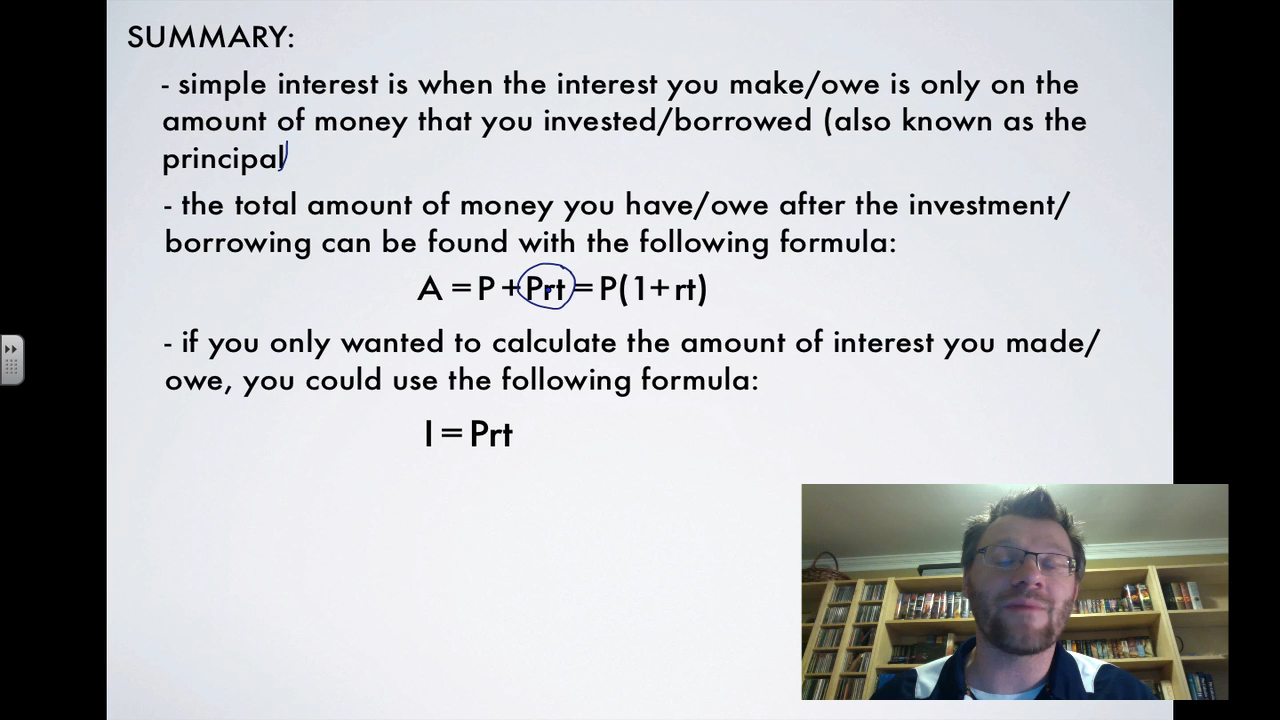 SUMMARY:
- simple interest is when the interest you make/owe is only on the
amount of money that you invested/borrowed (also known as the
principal)
- the total amount of money you have/owe after the investment/
borrowing can be found with the following formula:
A = P + Prt = P(1+ rt)
- if you only wanted to calculate the amount of interest you made/
owe, you could use the following formula:
I = Prt